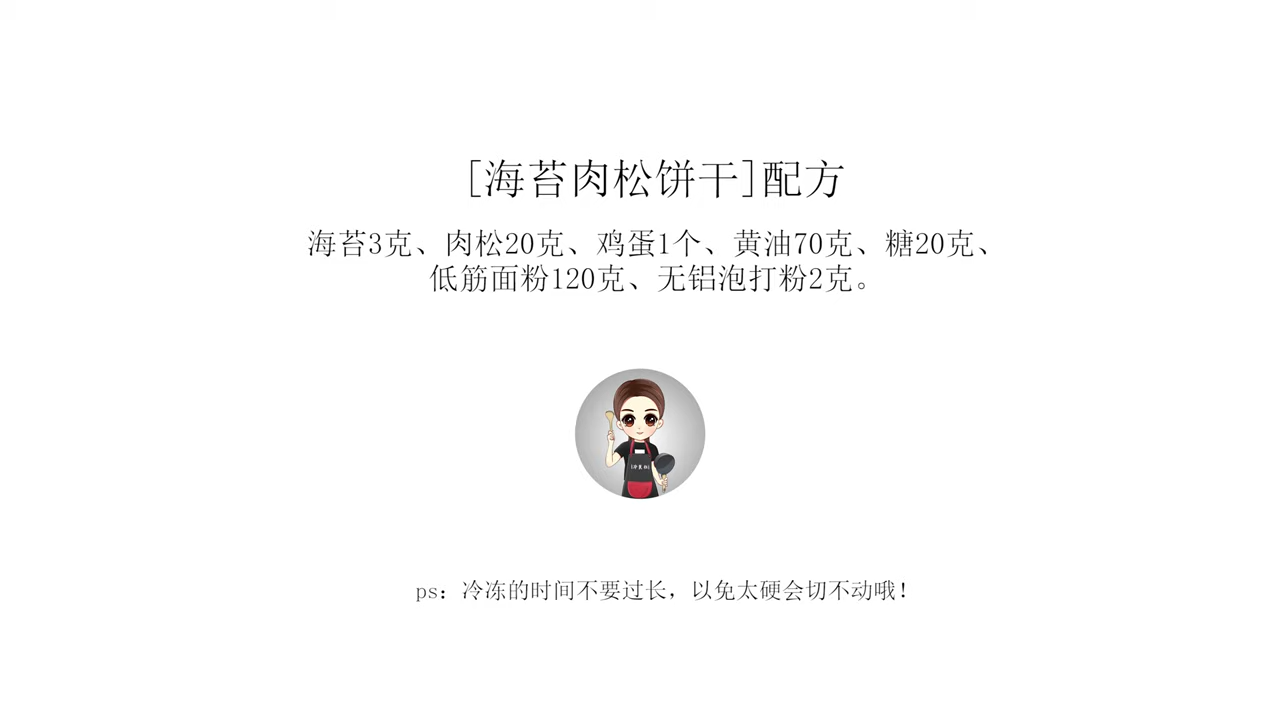 [海苔肉松饼干]配方
海苔3克、肉松20克、鸡蛋1个、黄油70克、糖20克、
低筋面粉120克、无铝泡打粉2克。
ps：冷冻的时间不要过长，以免太硬会切不动哦！